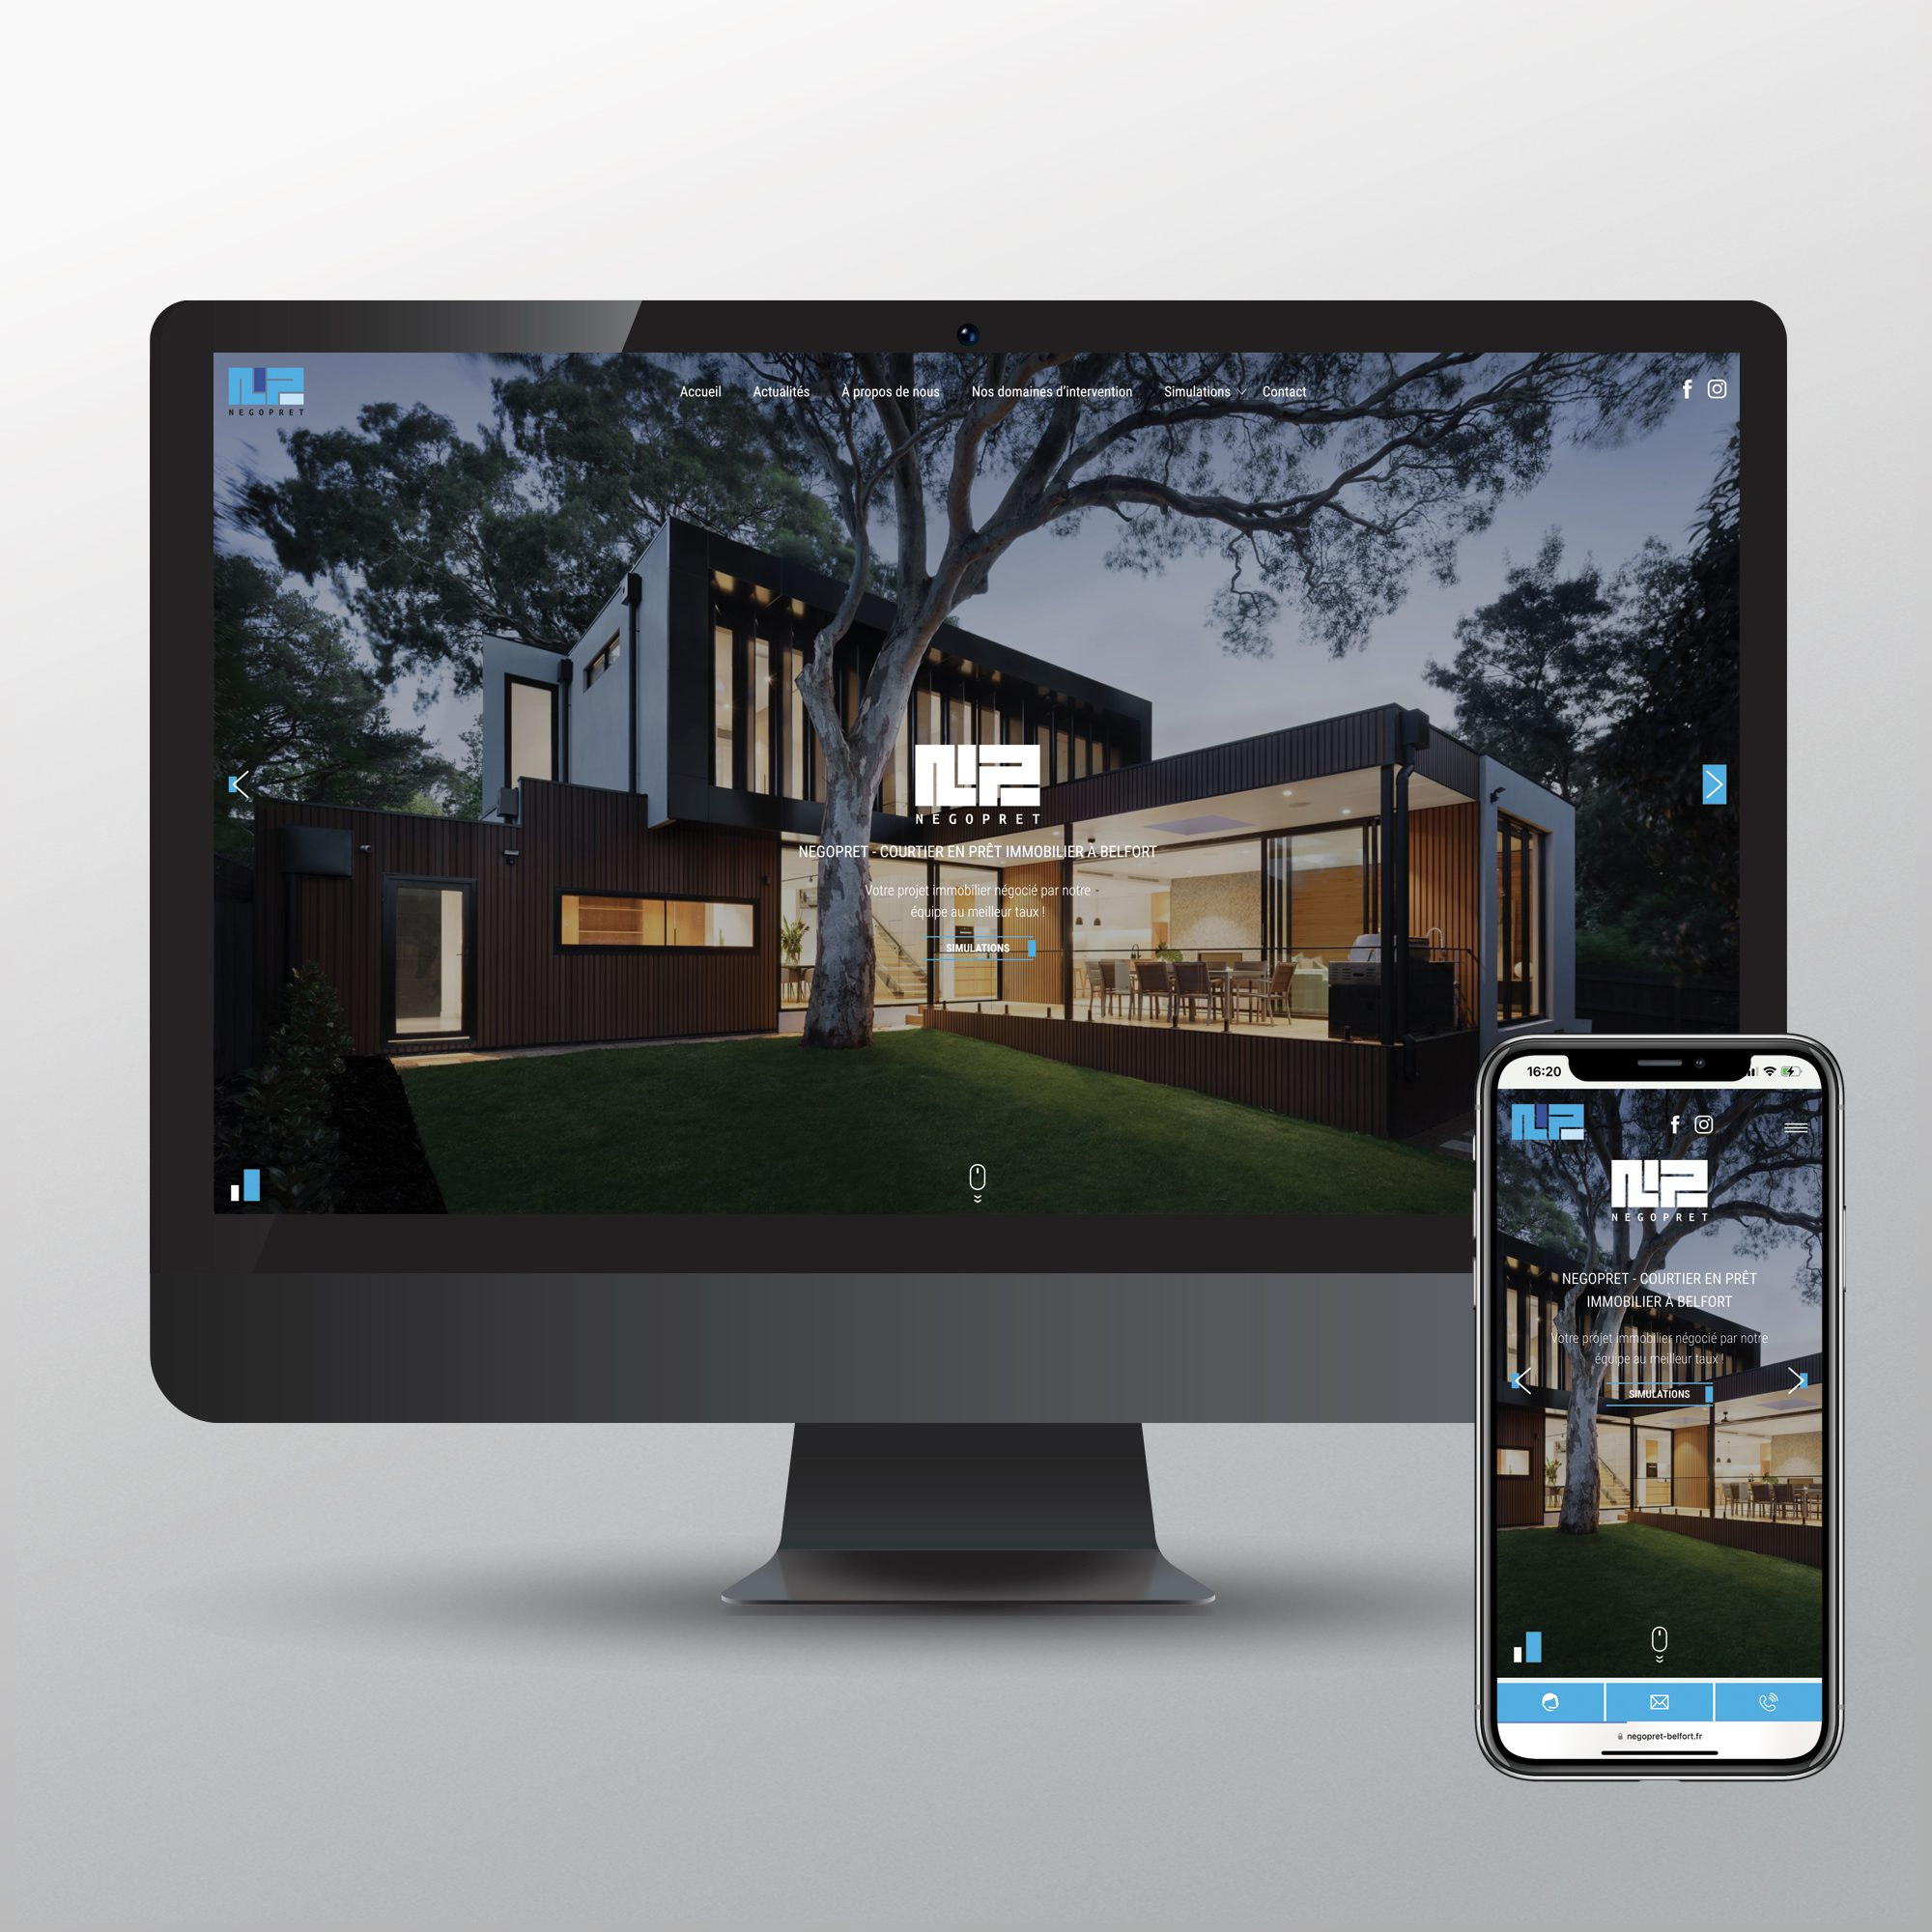 NEGOPRET
Accueil Actualités À propos de nous Nos domaines d'intervention Simulations Contact
NEGOPRET
NEGOPRET - COURTIER EN PRÊT IMMOBILIER À BELFORT
Votre projet immobilier négocié par notre
équipe au meilleur taux !
SIMULATIONS
16:20
NEGOPRET
NEGOPRET - COURTIER EN PRÊT
IMMOBILIER À BELFORT
Votre projet immobilier négocié par notre
équipe au meilleur taux !
SIMULATIONS
negopret-belfort.fr